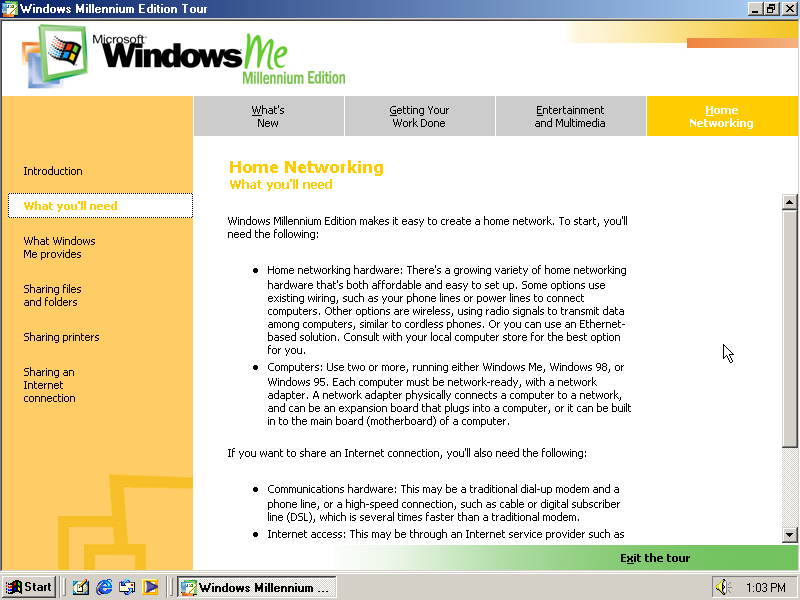 Windows Millennium Edition Tour
Microsoft
Windows Me
Millennium Edition
What's
New
Getting Your
Work Done
Entertainment
and Multimedia
Home
Networking
Introduction
What you'll need
What Windows
Me provides
Sharing files
and folders
Sharing printers
Sharing an
Internet
connection
Home Networking
What you'll need
Windows Millennium Edition makes it easy to create a home network. To start, you'll
need the following:
• Home networking hardware: There's a growing variety of home networking
hardware that's both affordable and easy to set up. Some options use
existing wiring, such as your phone lines or power lines to connect
computers. Other options are wireless, using radio signals to transmit data
among computers, similar to cordless phones. Or you can use an Ethernet-
based solution. Consult with your local computer store for the best option
for you.
• Computers: Use two or more, running either Windows Me, Windows 98, or
Windows 95. Each computer must be network-ready, with a network
adapter. A network adapter physically connects a computer to a network,
and can be an expansion board that plugs into a computer, or it can be built
in to the main board (motherboard) of a computer.
If you want to share an Internet connection, you'll also need the following:
• Communications hardware: This may be a traditional dial-up modem and a
phone line, or a high-speed connection, such as cable or digital subscriber
line (DSL), which is several times faster than a traditional modem.
• Internet access: This may be through an Internet service provider such as
Exit the tour
Start
Windows Millennium ...
1:03 PM